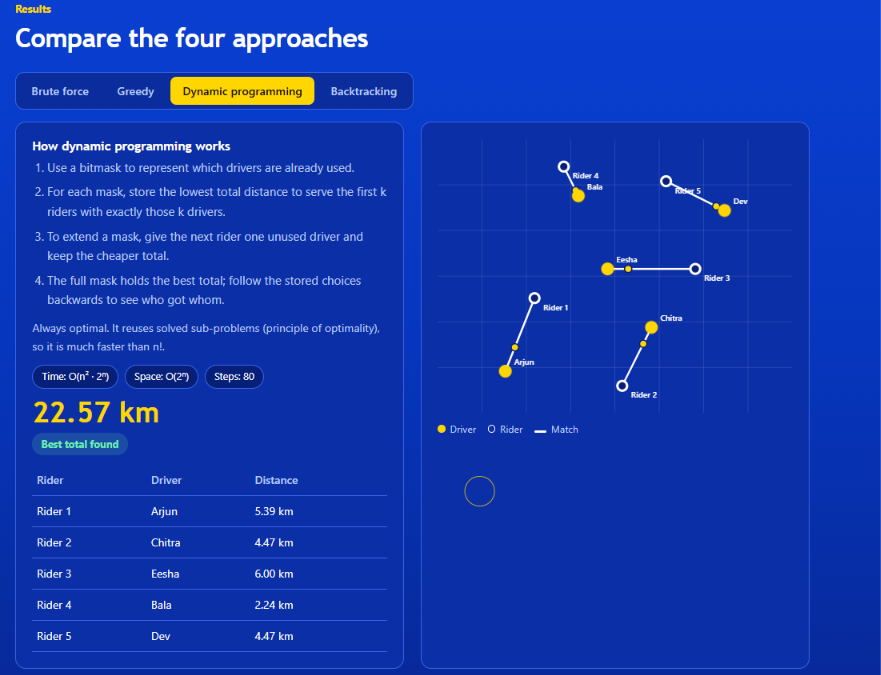 Results
Compare the four approaches
Brute force Greedy Dynamic programming Backtracking
How dynamic programming works
1. Use a bitmask to represent which drivers are already used.
2. For each mask, store the lowest total distance to serve the first k
riders with exactly those k drivers.
3. To extend a mask, give the next rider one unused driver and
keep the cheaper total.
4. The full mask holds the best total; follow the stored choices
backwards to see who got whom.
Always optimal. It reuses solved sub-problems (principle of optimality),
so it is much faster than n!.
Time: O(n² · 2ⁿ) Space: O(2ⁿ) Steps: 80
22.57 km
Best total found
Rider Driver Distance
Rider 1 Arjun 5.39 km
Rider 2 Chitra 4.47 km
Rider 3 Eesha 6.00 km
Rider 4 Bala 2.24 km
Rider 5 Dev 4.47 km
Rider 4
Bala
Rider 5
Dev
Eesha
Rider 3
Rider 1
Chitra
Arjun
Rider 2
Driver Rider Match